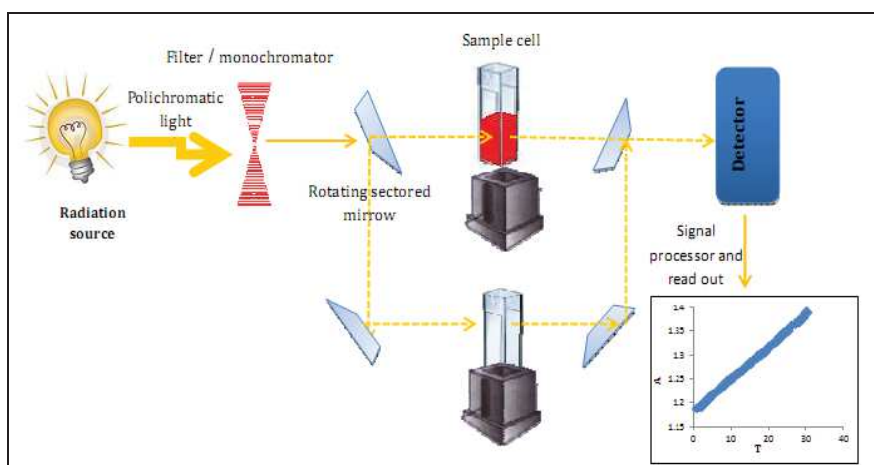 Sample cell
Filter / monochromator
Polichromatic
light
Radiation
source
Rotating sectored
mirrow
Detector
Signal
processor and
read out
1.4
1.35
1.3
1.25
1.2
1.15
A
0
10
20
30
40
T